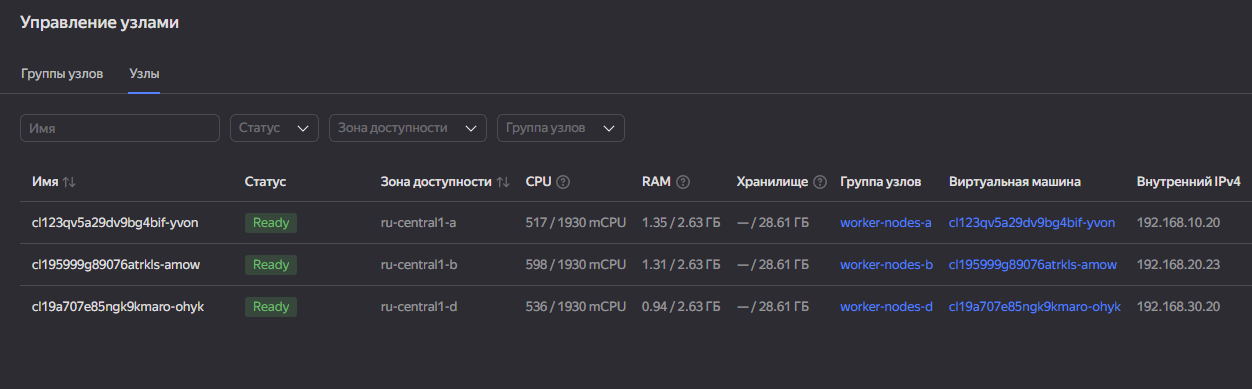 Управление узлами
Группы узлов Узлы
Имя Статус Зона доступности Группа узлов
Имя Статус Зона доступности CPU RAM Хранилище Группа узлов Виртуальная машина Внутренний IPv4
cl123qv5a29dv9bg4bif-yvon Ready ru-central1-a 517 / 1930 mCPU 1.35 / 2.63 ГБ — / 28.61 ГБ worker-nodes-a cl123qv5a29dv9bg4bif-yvon 192.168.10.20
cl195999g89076atrkls-amow Ready ru-central1-b 598 / 1930 mCPU 1.31 / 2.63 ГБ — / 28.61 ГБ worker-nodes-b cl195999g89076atrkls-amow 192.168.20.23
cl19a707e85ngk9kmaro-ohyk Ready ru-central1-d 536 / 1930 mCPU 0.94 / 2.63 ГБ — / 28.61 ГБ worker-nodes-d cl19a707e85ngk9kmaro-ohyk 192.168.30.20